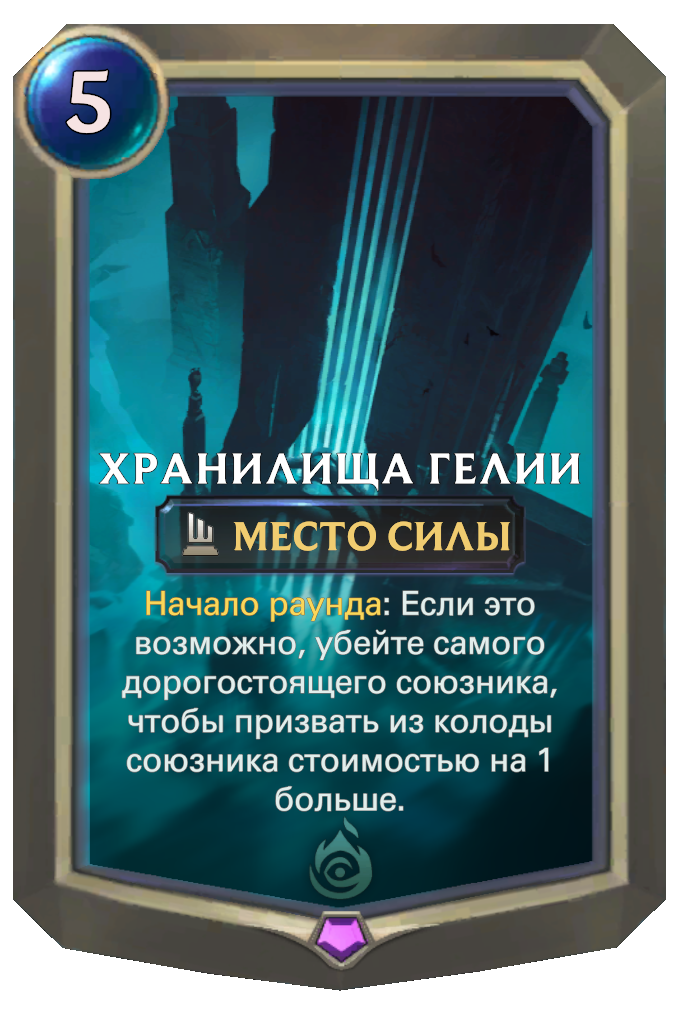 5
ХРАНИЛИЩА ГЕЛИИ
МЕСТО СИЛЫ
Начало раунда: Если это
возможно, убейте самого
дорогостоящего союзника,
чтобы призвать из колоды
союзника стоимостью на 1
больше.